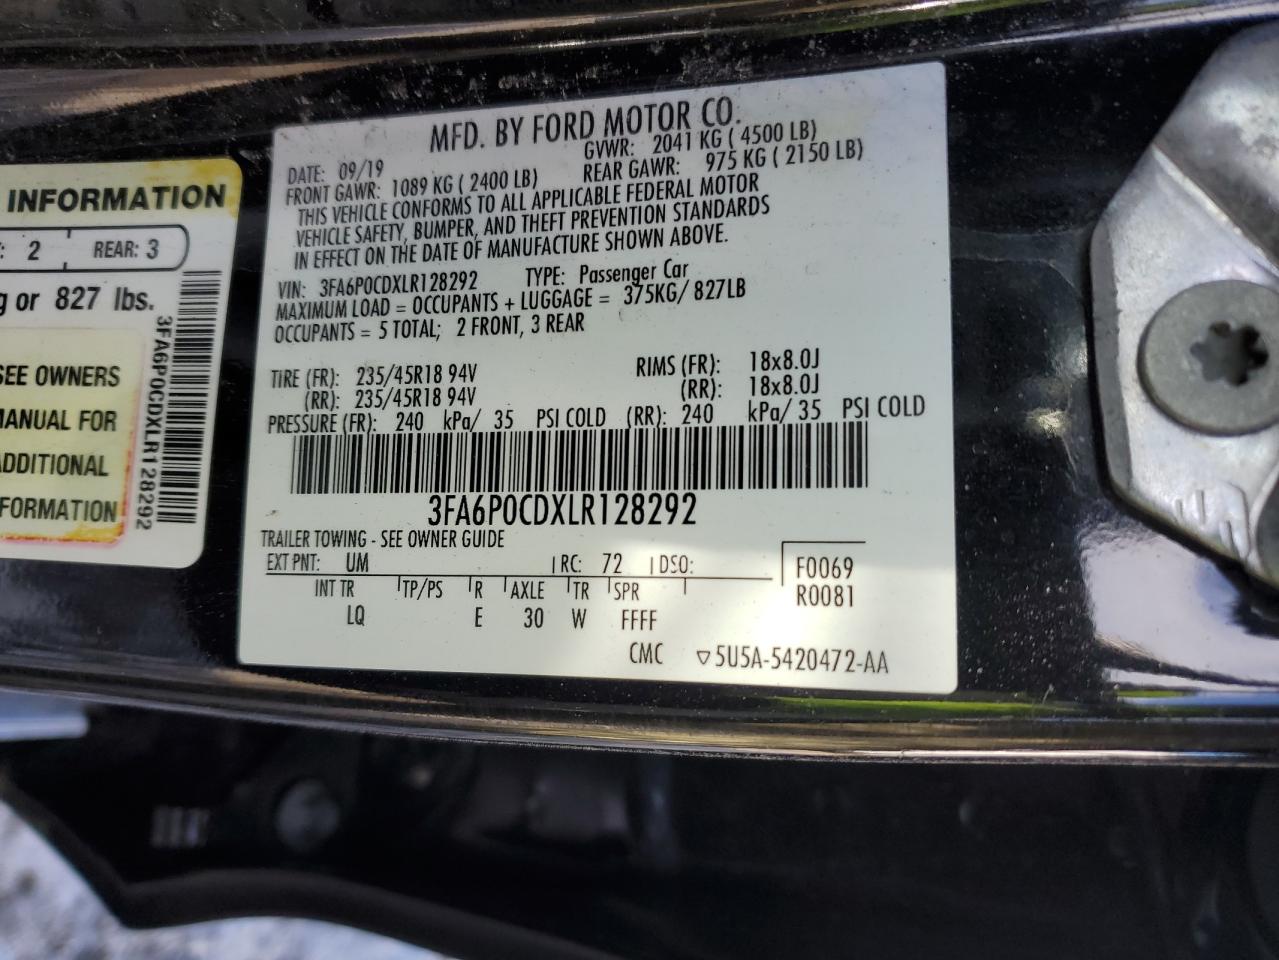 INFORMATION
: 2 REAR: 3
g or 827 lbs.
SEE OWNERS
MANUAL FOR
ADDITIONAL
INFORMATION
3FA6P0CDXLR128292
MFD. BY FORD MOTOR CO.
DATE: 09/19 GVWR: 2041 KG ( 4500 LB)
FRONT GAWR: 1089 KG ( 2400 LB) REAR GAWR: 975 KG ( 2150 LB)
THIS VEHICLE CONFORMS TO ALL APPLICABLE FEDERAL MOTOR
VEHICLE SAFETY, BUMPER, AND THEFT PREVENTION STANDARDS
IN EFFECT ON THE DATE OF MANUFACTURE SHOWN ABOVE.
VIN: 3FA6P0CDXLR128292 TYPE: Passenger Car
MAXIMUM LOAD = OCCUPANTS + LUGGAGE = 375KG/ 827LB
OCCUPANTS = 5 TOTAL; 2 FRONT, 3 REAR
TIRE (FR): 235/45R18 94V RIMS (FR): 18x8.0J
(RR): 235/45R18 94V (RR): 18x8.0J
PRESSURE (FR): 240 kPa/ 35 PSI COLD (RR): 240 kPa/ 35 PSI COLD
3FA6P0CDXLR128292
TRAILER TOWING - SEE OWNER GUIDE
EXT PNT: UM RC: 72 DSO: F0069
INT TR TP/PS R AXLE TR SPR R0081
LQ E 30 W FFFF
CMC ▽5U5A-5420472-AA